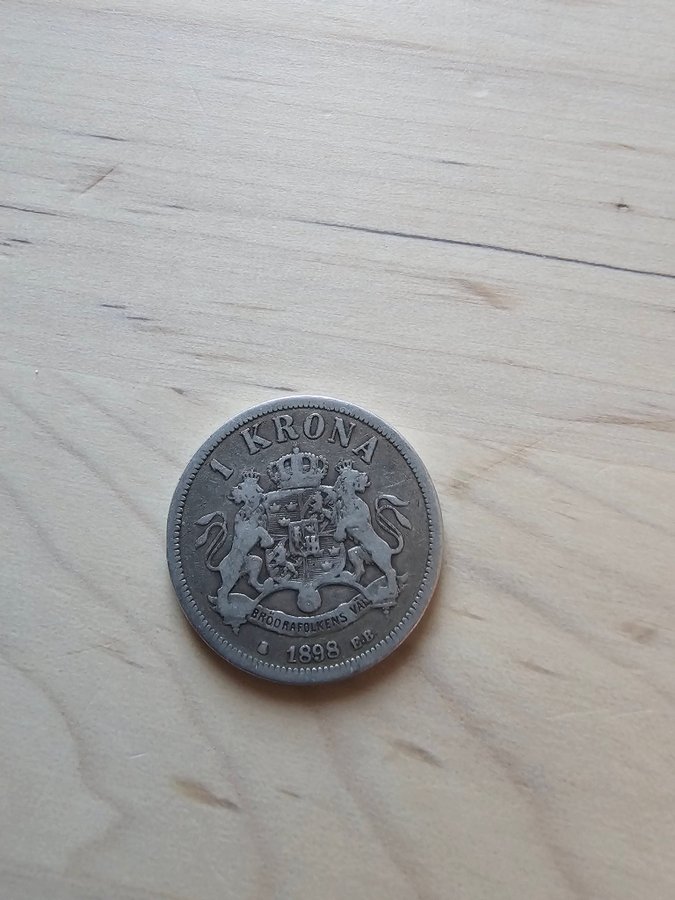 1 KRONA
BRÖDRAFOLKENS VÄL
1898 E.B.